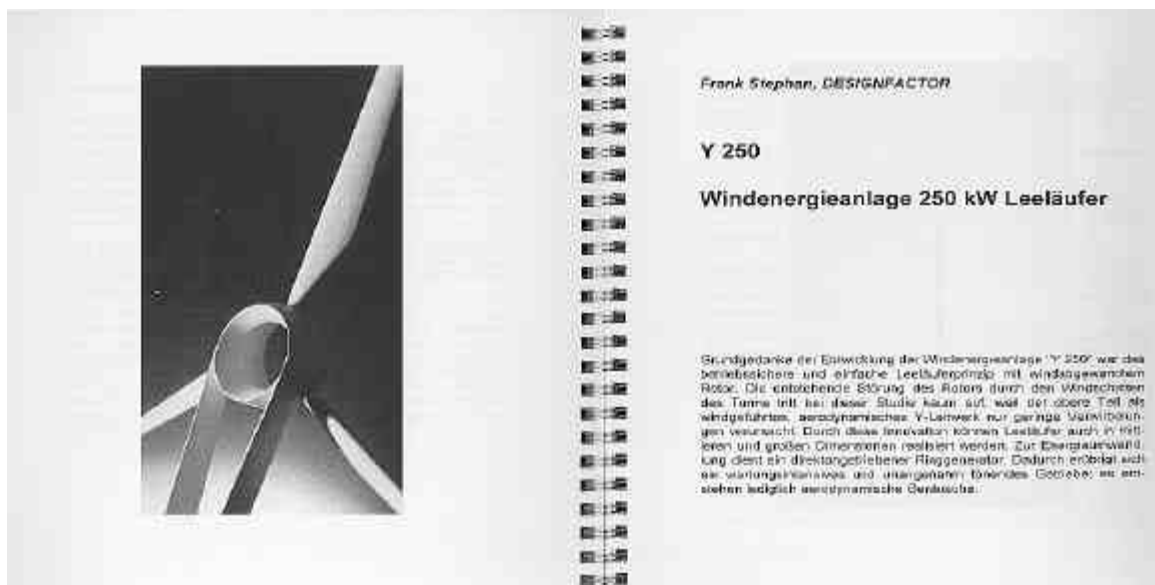 Frank Stephan, DESIGNFACTOR
Y 250
Windenergieanlage 250 kW Leeläufer
Grundgedanke der Entwicklung der Windenergieanlage "Y 250" war das
betriebssichere und einfache Leeläuferprinzip mit windabgewandtem
Rotor. Die entstehende Störung des Rotors durch den Windschatten
des Turms tritt bei dieser Studie kaum auf, weil der obere Teil als
windgeführtes, aerodynamisches Y-Leitwerk nur geringe Verwirbelun-
gen verursacht. Durch diese Innovation können Leeläufer auch in mitt-
leren und großen Dimensionen realisiert werden. Zur Energieumwand-
lung dient ein direktangetriebener Ringgenerator. Dadurch erübrigt sich
ein wartungsintensives und unangenehm tönendes Getriebe; es ent-
stehen lediglich aerodynamische Geräusche.